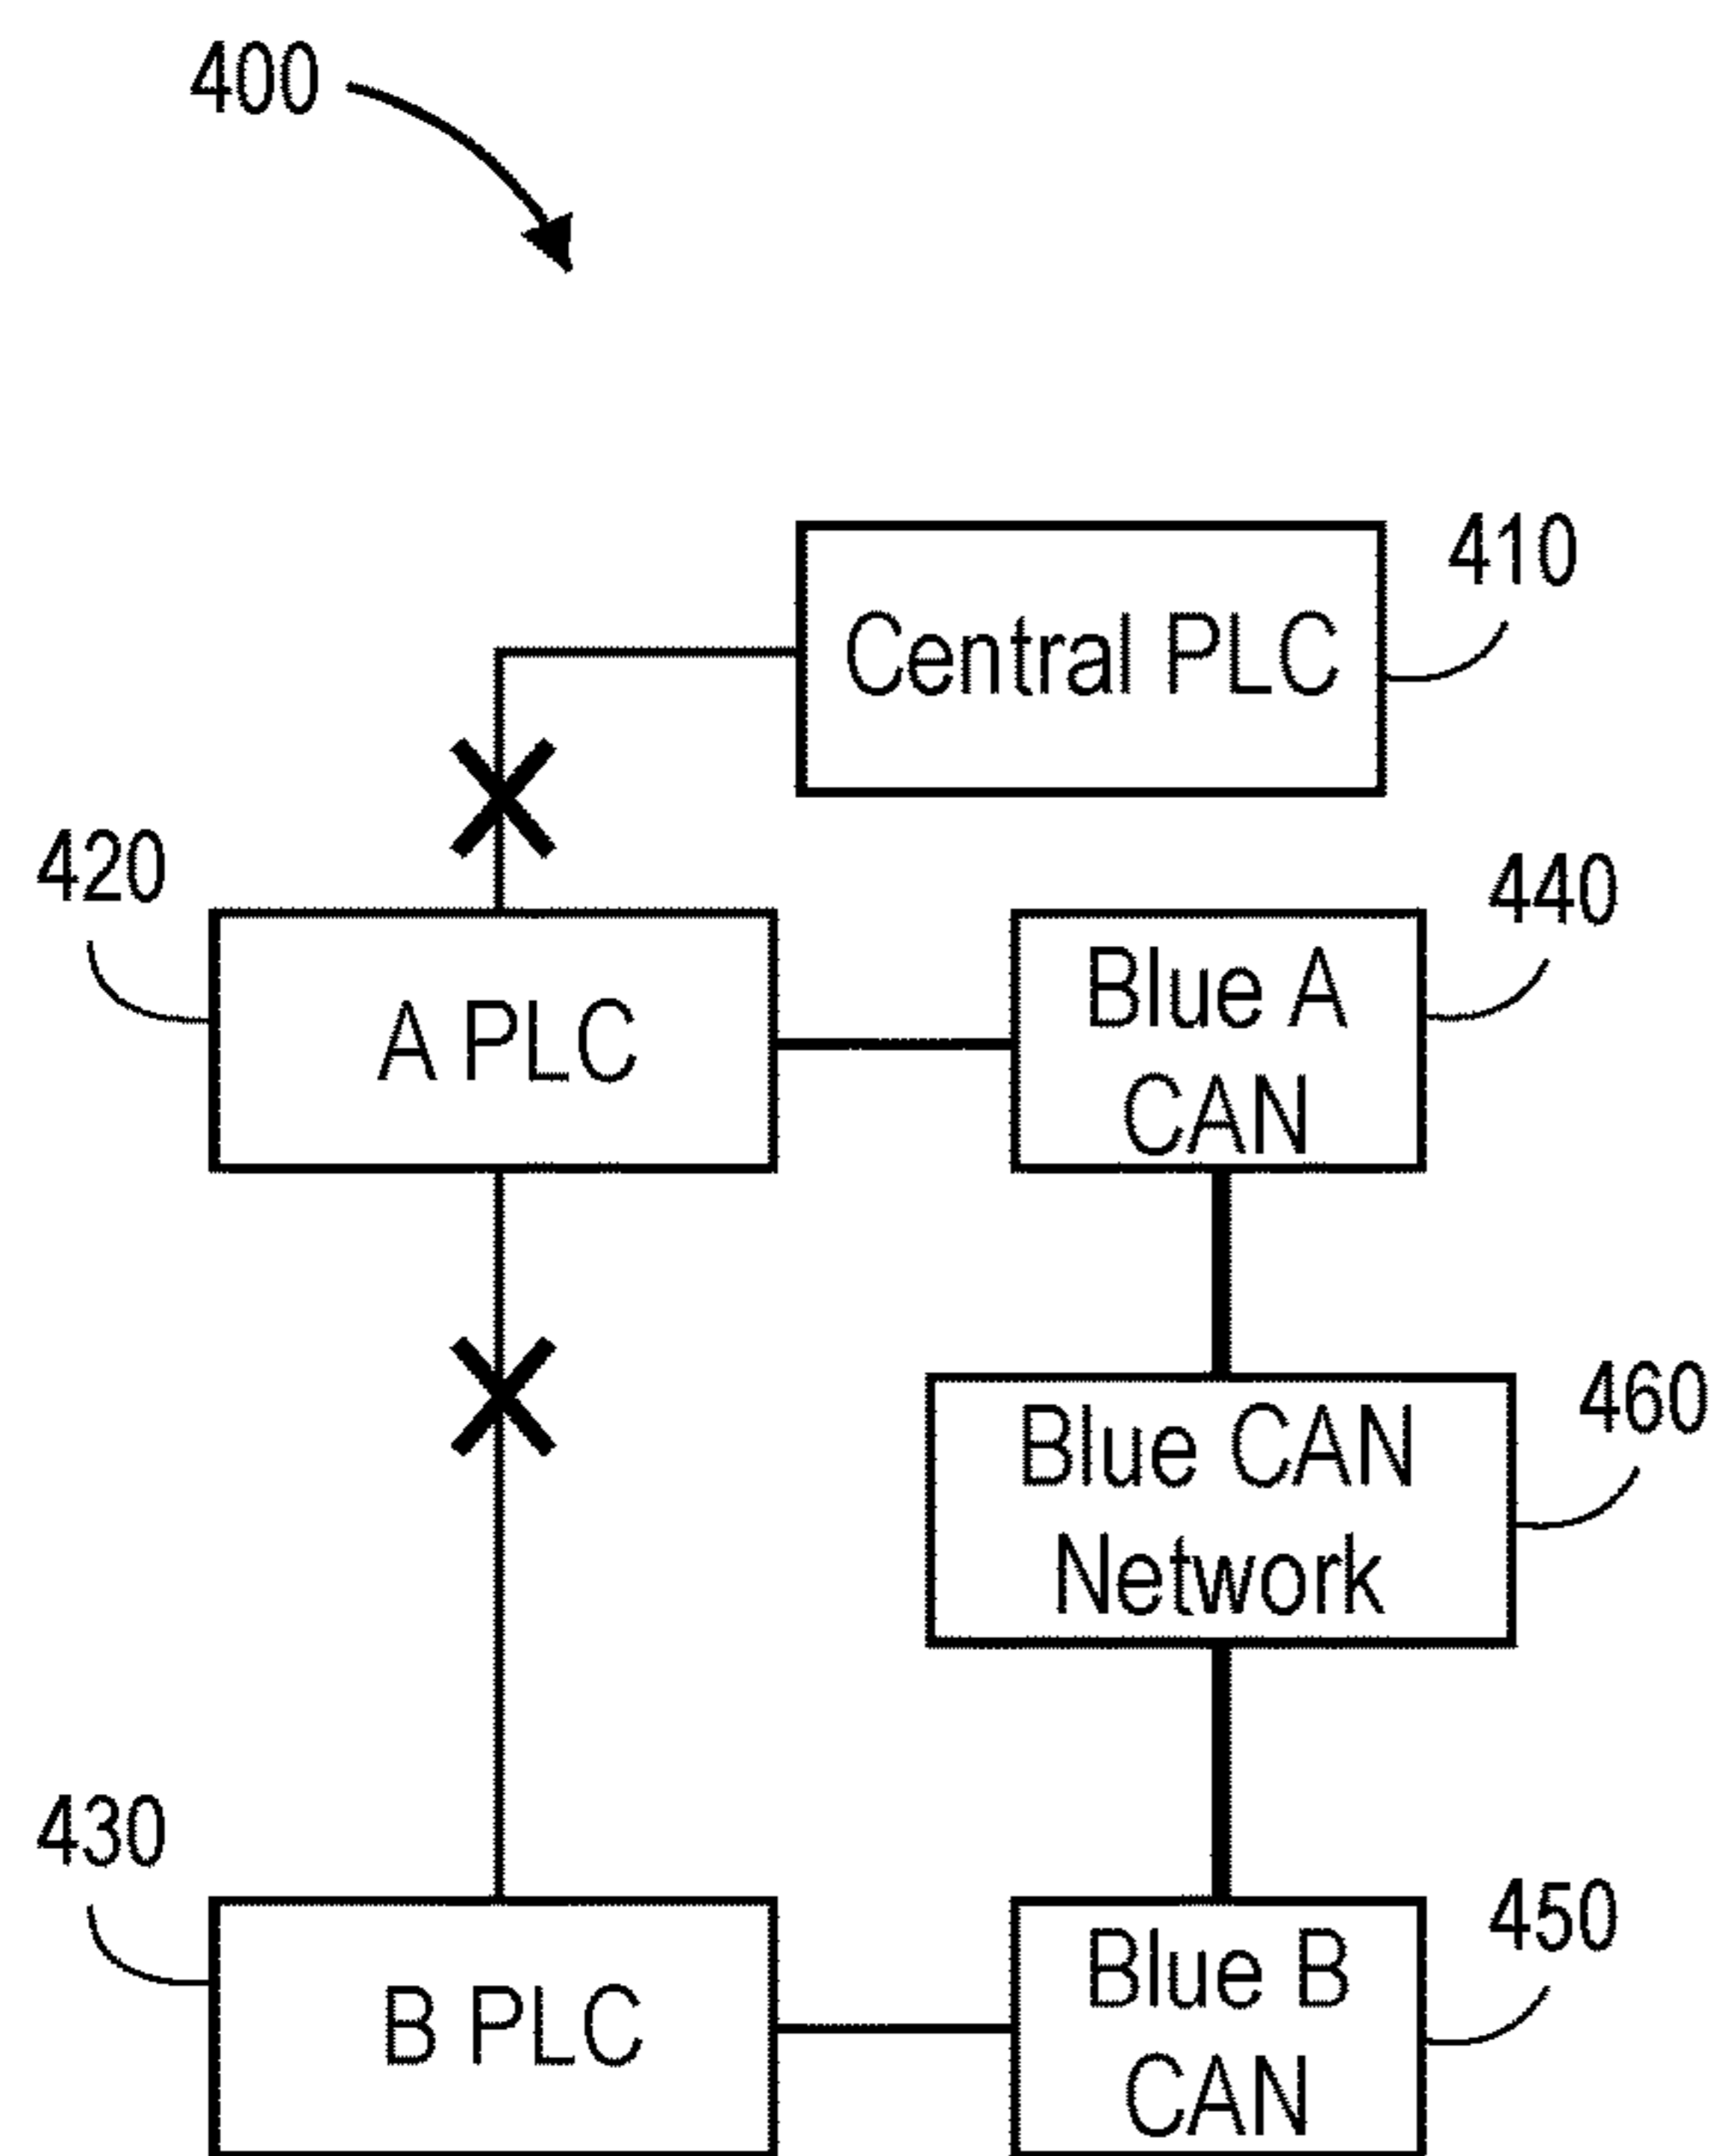 400
410
Central PLC
420
440
A PLC
Blue A
CAN
460
Blue CAN
Network
430
450
B PLC
Blue B
CAN